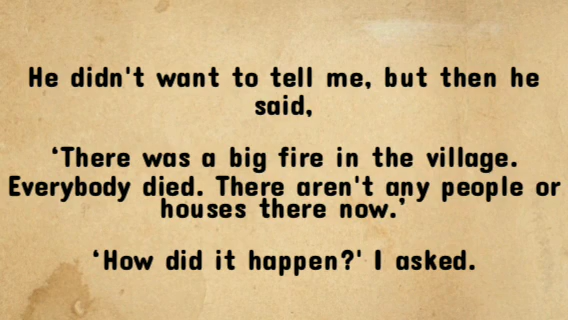 He didn't want to tell me, but then he
said,
‘There was a big fire in the village.
Everybody died. There aren't any people or
houses there now.’
‘How did it happen?' I asked.